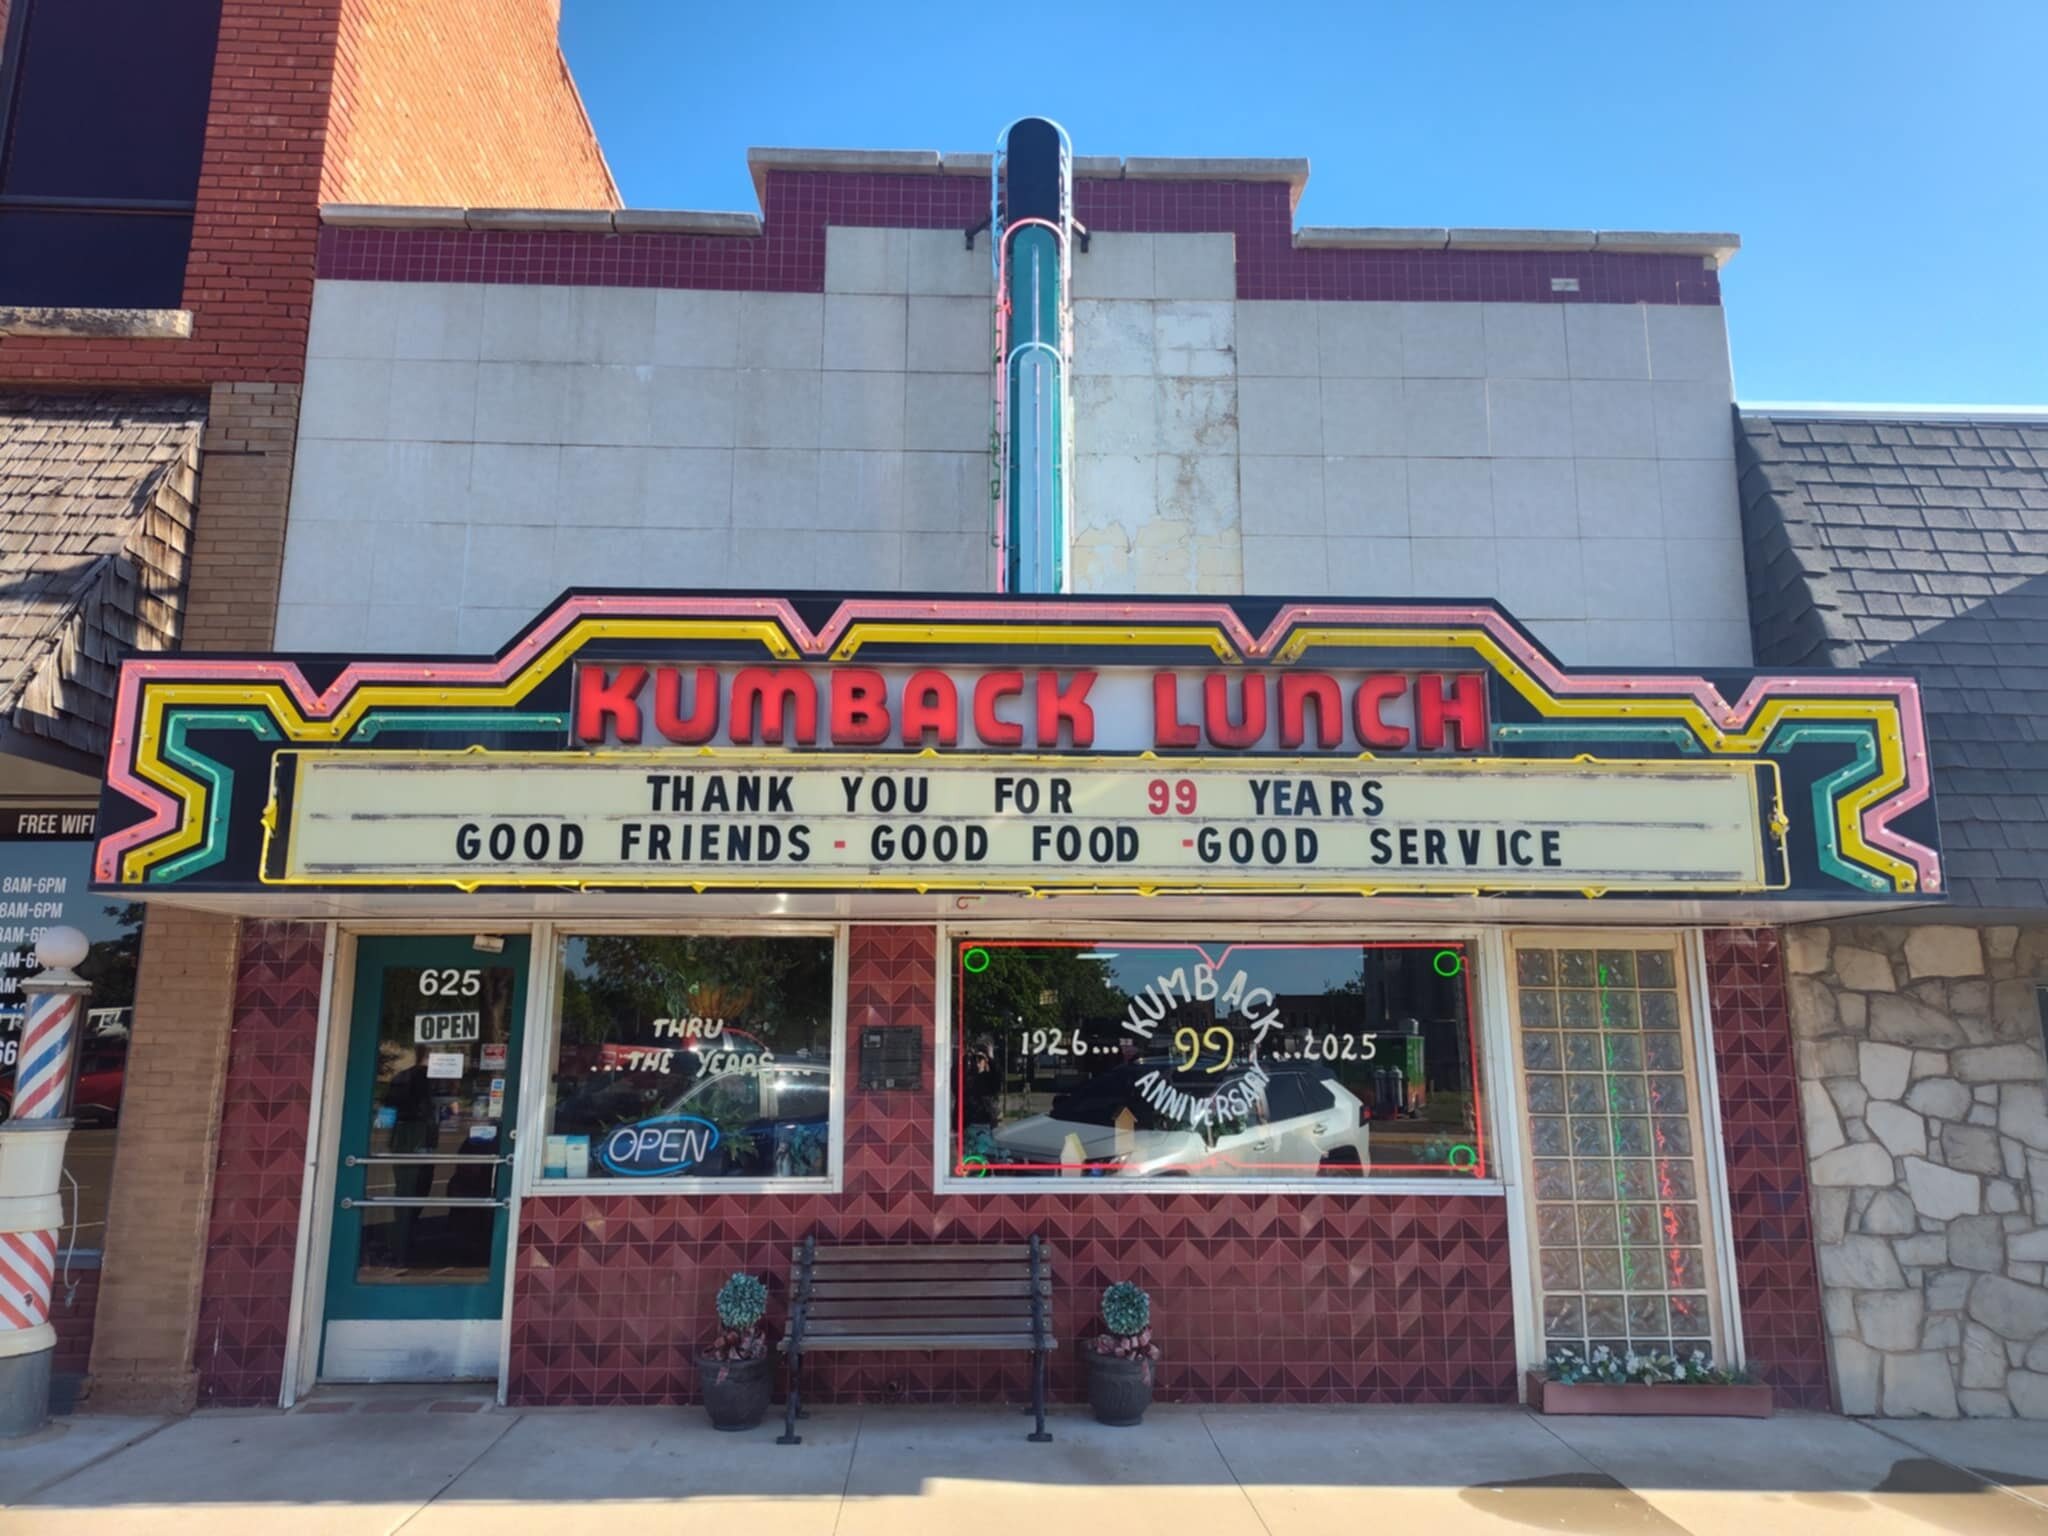 KUMBACK LUNCH
THANK YOU FOR 99 YEARS
GOOD FRIENDS - GOOD FOOD - GOOD SERVICE
FREE WIFI
8AM-6PM
8AM-6PM
625
OPEN
THRU
...THE YEARS...
OPEN
KUMBACK
1926... 99 ...2025
ANNIVERSARY